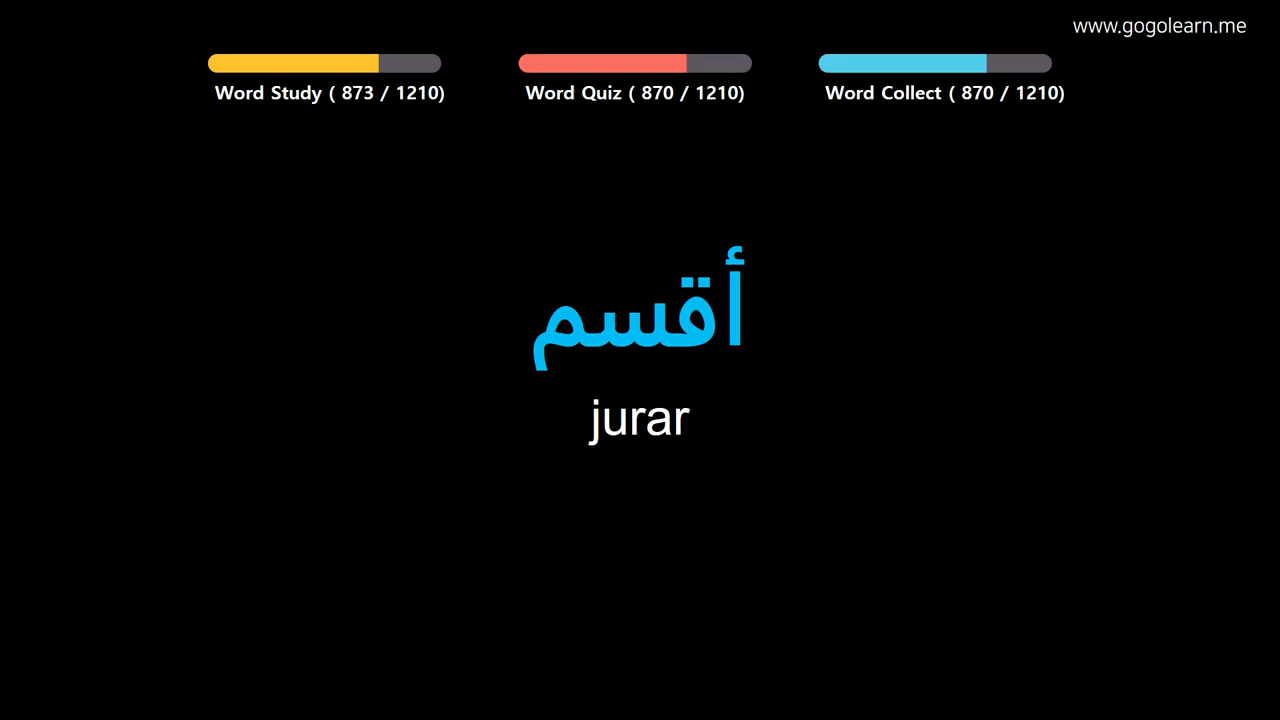 www.gogolearn.me
Word Study ( 873 / 1210)
Word Quiz ( 870 / 1210)
Word Collect ( 870 / 1210)
أقسم
jurar